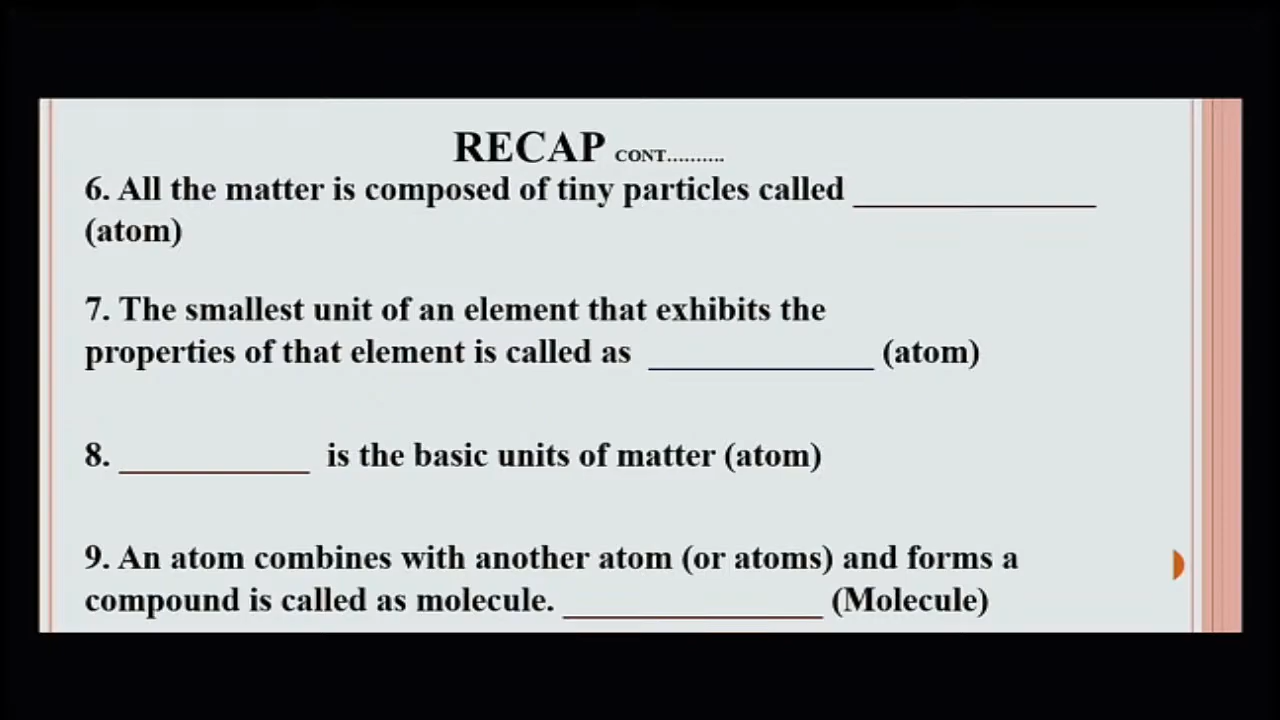 RECAP CONT..........
6. All the matter is composed of tiny particles called _______________
(atom)
7. The smallest unit of an element that exhibits the
properties of that element is called as ______________ (atom)
8. ____________ is the basic units of matter (atom)
9. An atom combines with another atom (or atoms) and forms a
compound is called as molecule. ________________ (Molecule)